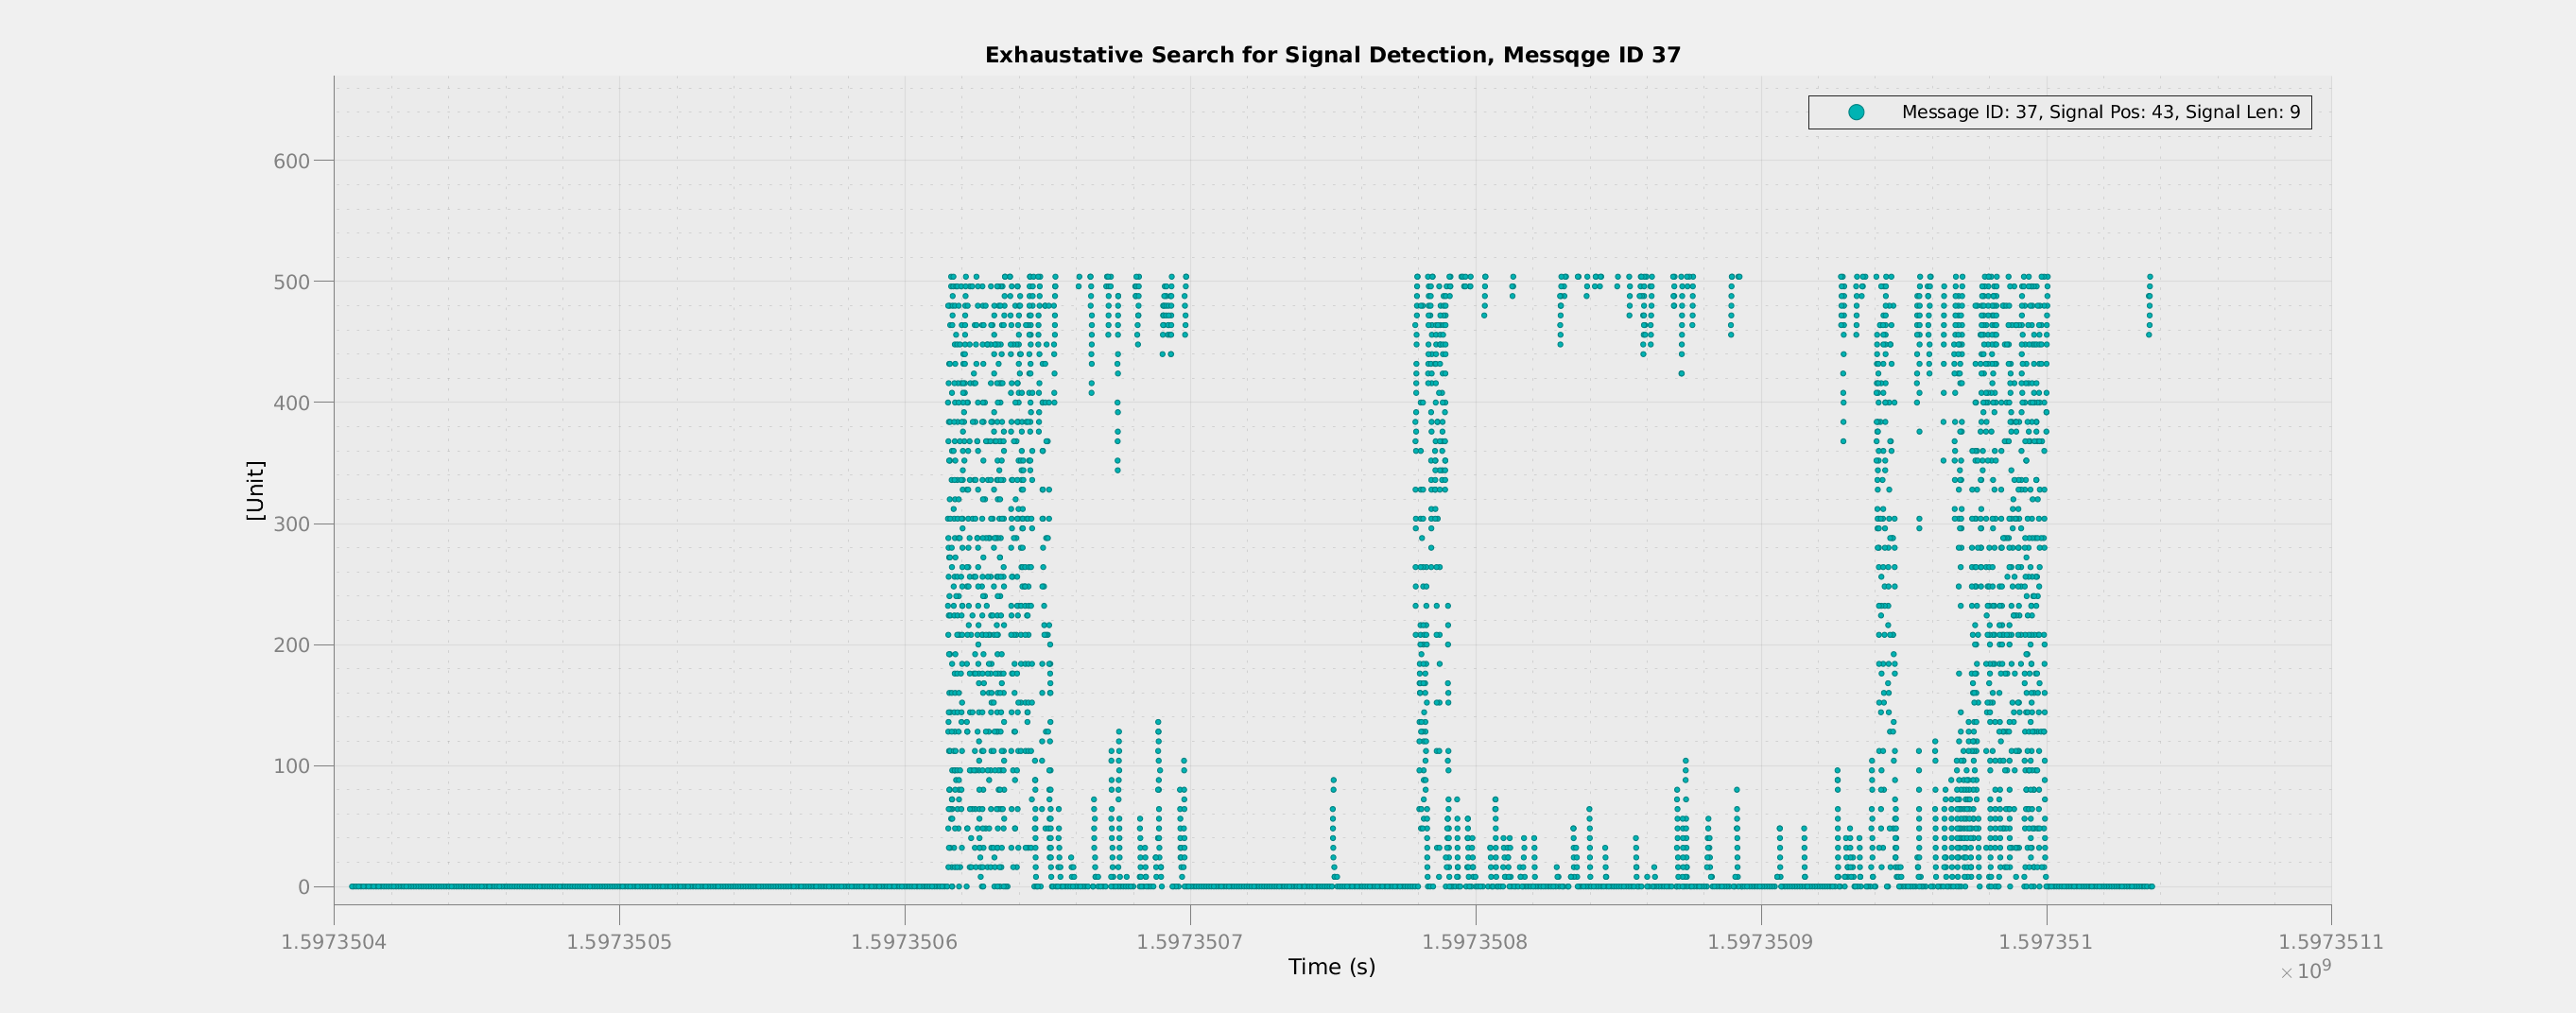 Exhaustative Search for Signal Detection, Messqge ID 37
Message ID: 37, Signal Pos: 43, Signal Len: 9
600
500
400
300
200
100
0
[Unit]
1.5973504 1.5973505 1.5973506 1.5973507 1.5973508 1.5973509 1.597351 1.5973511
Time (s)
× 10⁹